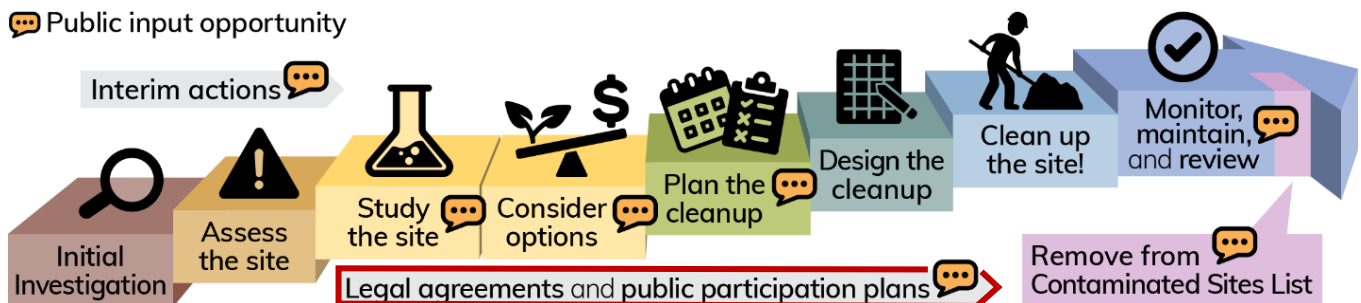 Public input opportunity
Interim actions
Initial
Investigation
Assess
the site
Study
the site
Consider
options
Plan the
cleanup
Design the
cleanup
Clean up
the site!
Monitor,
maintain,
and review
Legal agreements and public participation plans
Remove from
Contaminated Sites List